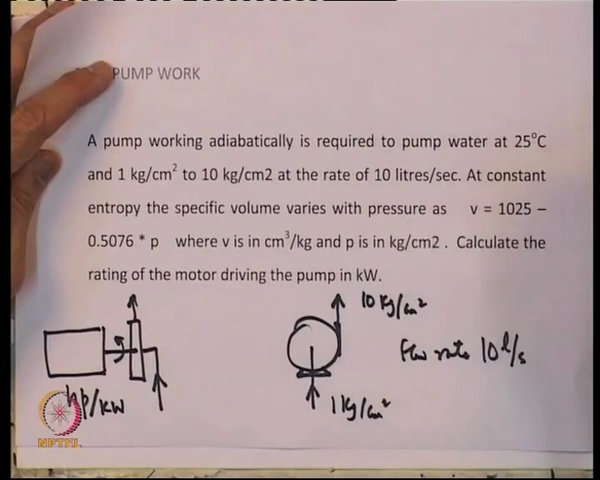 PUMP WORK
A pump working adiabatically is required to pump water at 25°C
and 1 kg/cm² to 10 kg/cm2 at the rate of 10 litres/sec. At constant
entropy the specific volume varies with pressure as v = 1025 –
0.5076 * p where v is in cm³/kg and p is in kg/cm2 . Calculate the
rating of the motor driving the pump in kW.
10 kg/cm²
Flow rate 10 l/s
hp/kw
1 kg/cm²
NPTEL